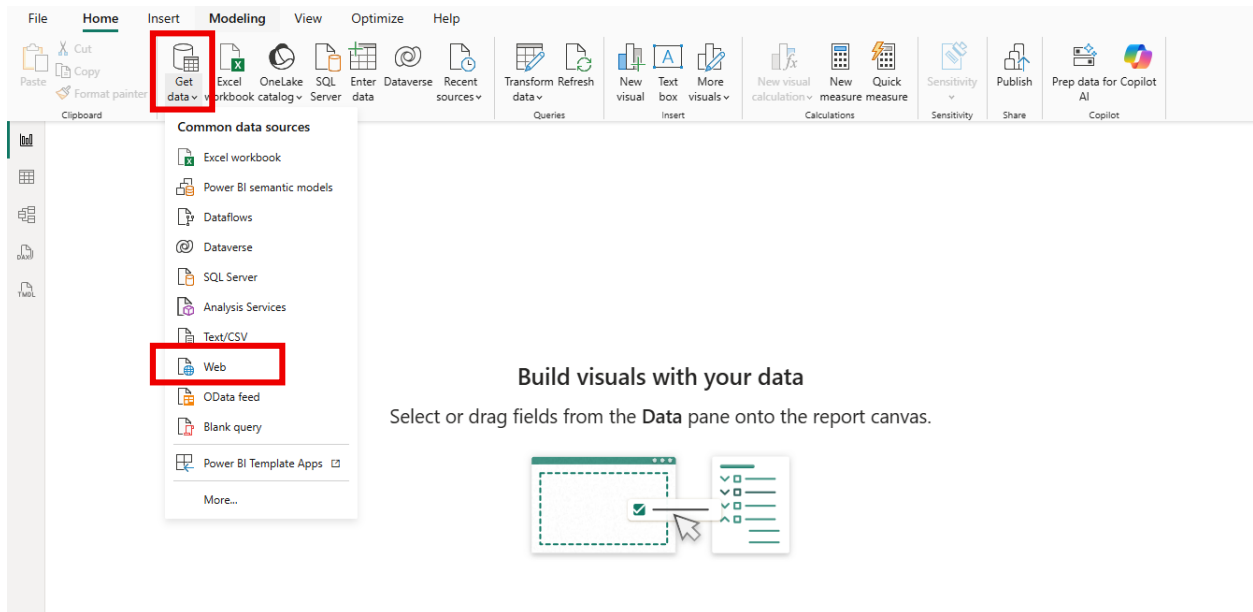 File Home Insert Modeling View Optimize Help
Paste
Cut
Copy
Format painter
Clipboard
Get data
Excel workbook
OneLake catalog
SQL Server
Enter data
Dataverse
Recent sources
Transform data
Refresh
Queries
New visual
Text box
More visuals
Insert
New visual calculation
New measure
Quick measure
Calculations
Sensitivity
Sensitivity
Publish
Share
Prep data for AI
Copilot
Copilot
Common data sources
Excel workbook
Power BI semantic models
Dataflows
Dataverse
SQL Server
Analysis Services
Text/CSV
Web
OData feed
Blank query
Power BI Template Apps
More...
DAX
TMDL
Build visuals with your data
Select or drag fields from the Data pane onto the report canvas.